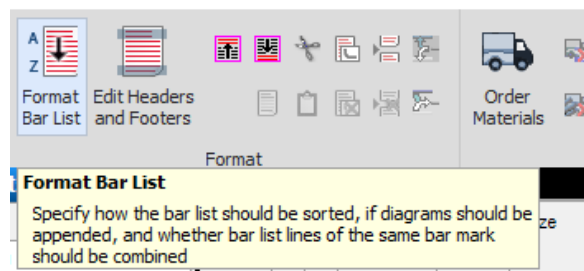 A
Z
Format
Bar List
Edit Headers
and Footers
Order
Materials
Format
Format Bar List
Specify how the bar list should be sorted, if diagrams should be
appended, and whether bar list lines of the same bar mark
should be combined
ze